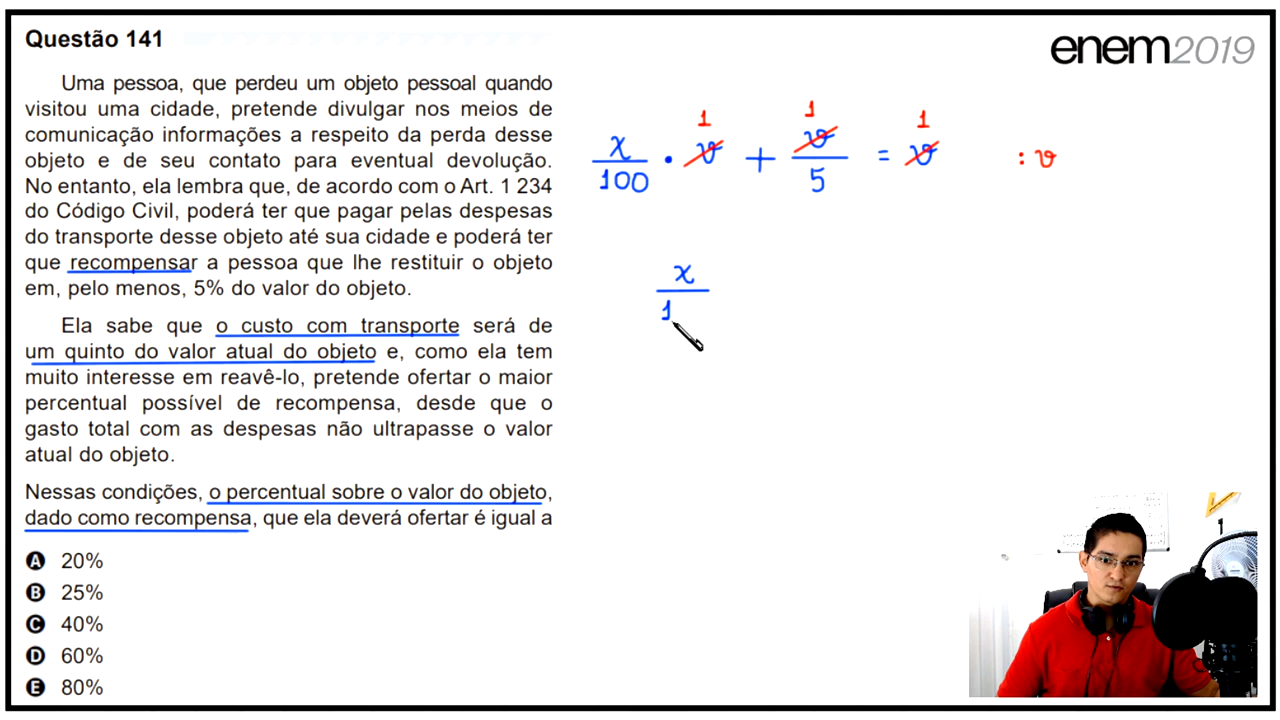 Questão 141
enem2019
Uma pessoa, que perdeu um objeto pessoal quando
visitou uma cidade, pretende divulgar nos meios de
comunicação informações a respeito da perda desse
objeto e de seu contato para eventual devolução.
No entanto, ela lembra que, de acordo com o Art. 1 234
do Código Civil, poderá ter que pagar pelas despesas
do transporte desse objeto até sua cidade e poderá ter
que recompensar a pessoa que lhe restituir o objeto
em, pelo menos, 5% do valor do objeto.
Ela sabe que o custo com transporte será de
um quinto do valor atual do objeto e, como ela tem
muito interesse em reavê-lo, pretende ofertar o maior
percentual possível de recompensa, desde que o
gasto total com as despesas não ultrapasse o valor
atual do objeto.
Nessas condições, o percentual sobre o valor do objeto,
dado como recompensa, que ela deverá ofertar é igual a
A 20%
B 25%
C 40%
D 60%
E 80%
1 1 1
x/100 · v + v/5 = v : v
x/1